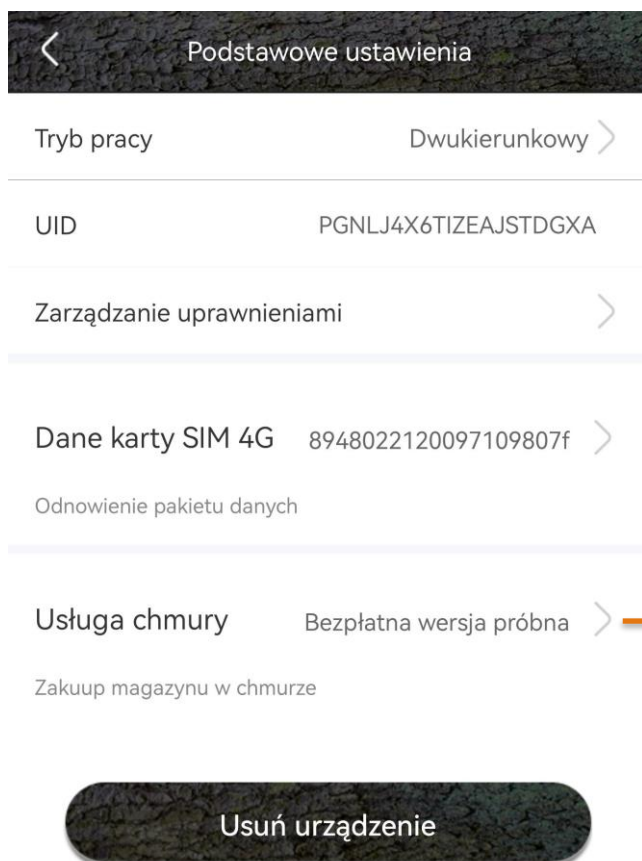 Podstawowe ustawienia
Tryb pracy Dwukierunkowy
UID PGNLJ4X6TIZEAJSTDGXA
Zarządzanie uprawnieniami
Dane karty SIM 4G 8948022120097109807f
Odnowienie pakietu danych
Usługa chmury Bezpłatna wersja próbna
Zakuup magazynu w chmurze
Usuń urządzenie